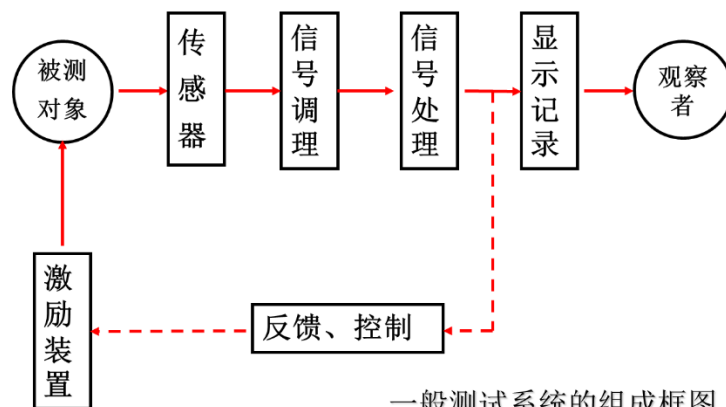 被测
对象
传感器
信号调理
信号处理
显示记录
观察
者
激励装置
反馈、控制
一般测试系统的组成框图